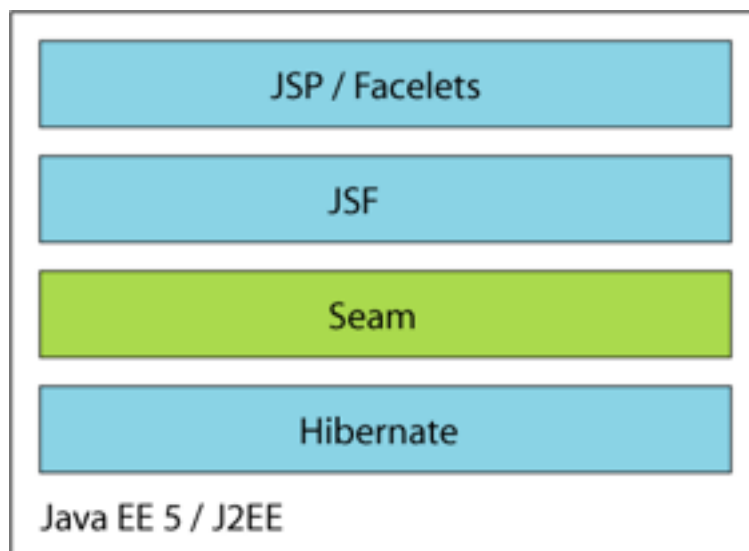 JSP / Facelets
JSF
Seam
Hibernate
Java EE 5 / J2EE